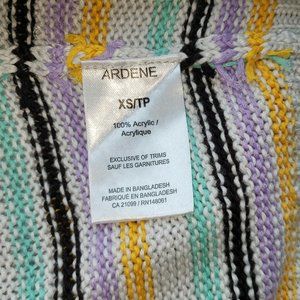 ARDENE
XS/TP
100% Acrylic /
Acrylique
EXCLUSIVE OF TRIMS
SAUF LES GARNITURES
MADE IN BANGLADESH
FABRIQUÉ EN BANGLADESH
CA 21099 / RN148061